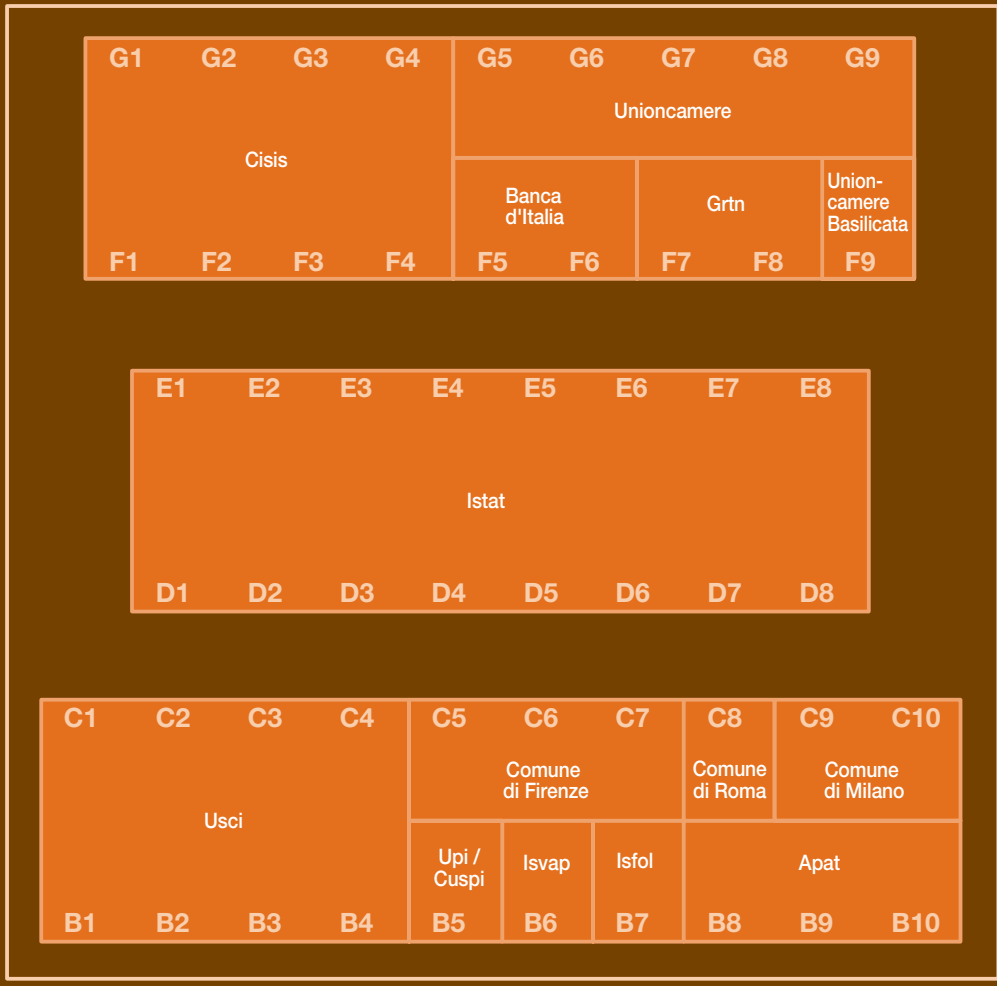 G1 G2 G3 G4 G5 G6 G7 G8 G9
Unioncamere
Cisis
Banca
d'Italia
Grtn
Union-
camere
Basilicata
F1 F2 F3 F4 F5 F6 F7 F8 F9
E1 E2 E3 E4 E5 E6 E7 E8
Istat
D1 D2 D3 D4 D5 D6 D7 D8
C1 C2 C3 C4 C5 C6 C7 C8 C9 C10
Usci
Comune
di Firenze
Comune
di Roma
Comune
di Milano
Upi /
Cuspi
Isvap
Isfol
Apat
B1 B2 B3 B4 B5 B6 B7 B8 B9 B10